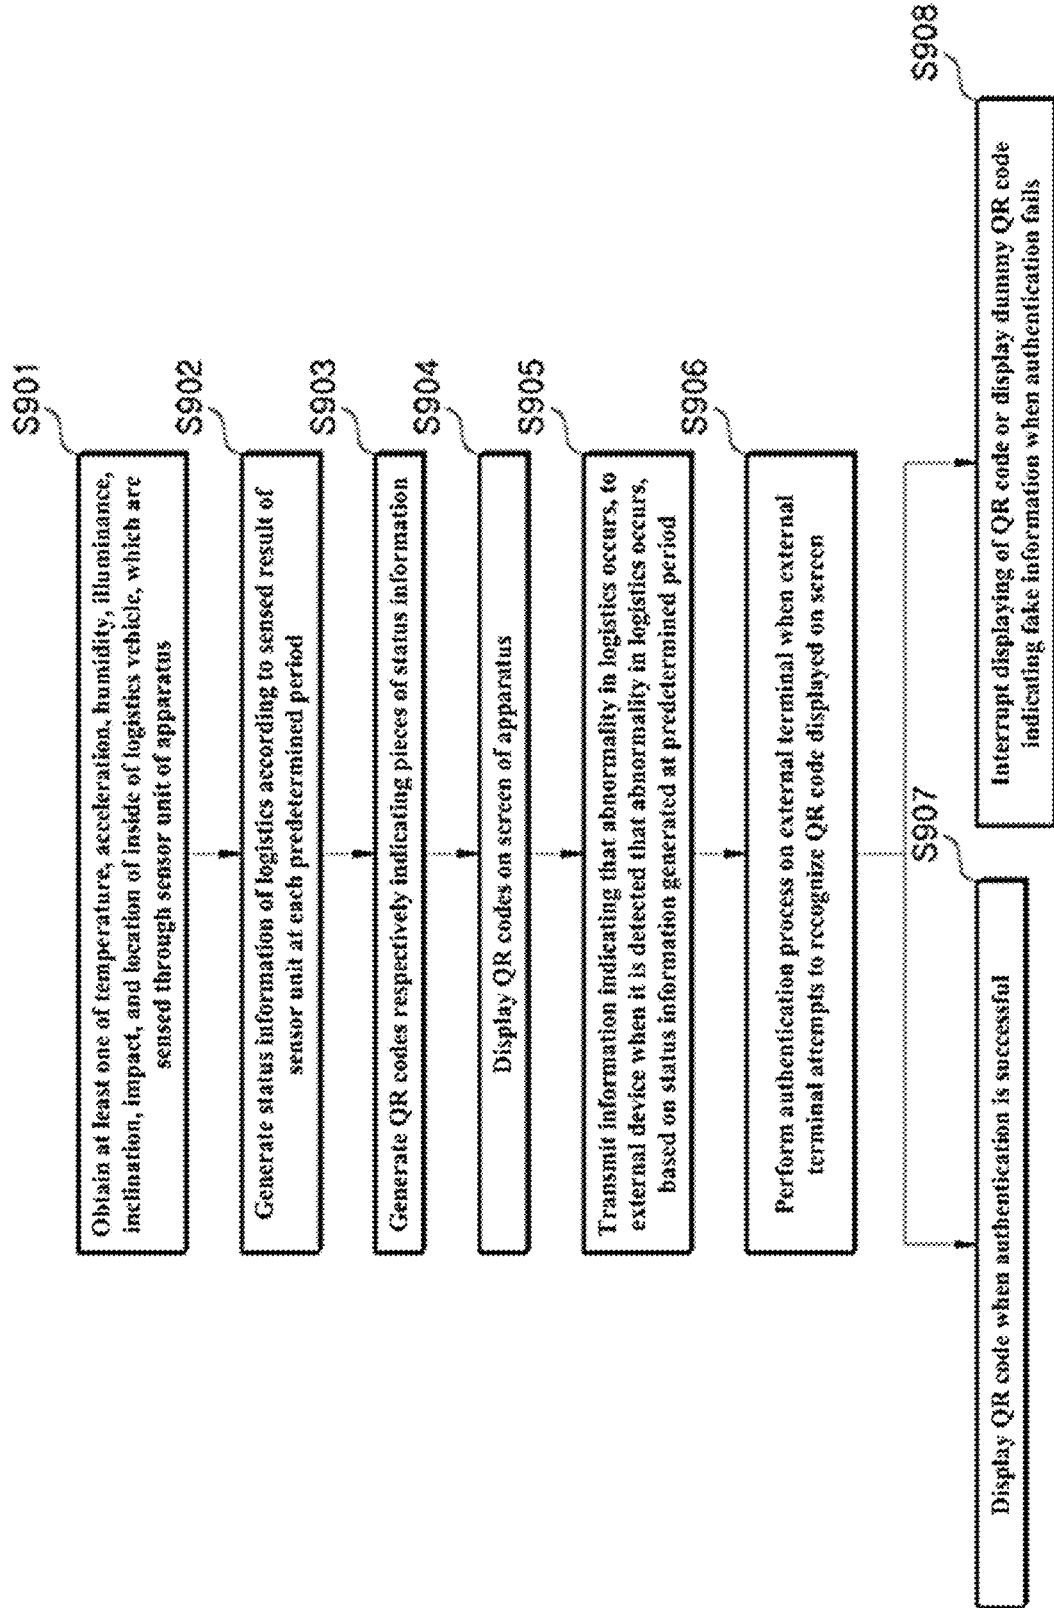 S901
Obtain at least one of temperature, acceleration, humidity, illuminance,
inclination, impact, and location of inside of logistics vehicle, which are
sensed through sensor unit of apparatus
S902
Generate status information of logistics according to sensed result of
sensor unit at each predetermined period
S903
Generate QR codes respectively indicating pieces of status information
S904
Display QR codes on screen of apparatus
S905
Transmit information indicating that abnormality in logistics occurs, to
external device when it is detected that abnormality in logistics occurs,
based on status information generated at predetermined period
S906
Perform authentication process on external terminal when external
terminal attempts to recognize QR code displayed on screen
S907
Display QR code when authentication is successful
S908
Interrupt displaying of QR code or display dummy QR code
indicating fake information when authentication fails